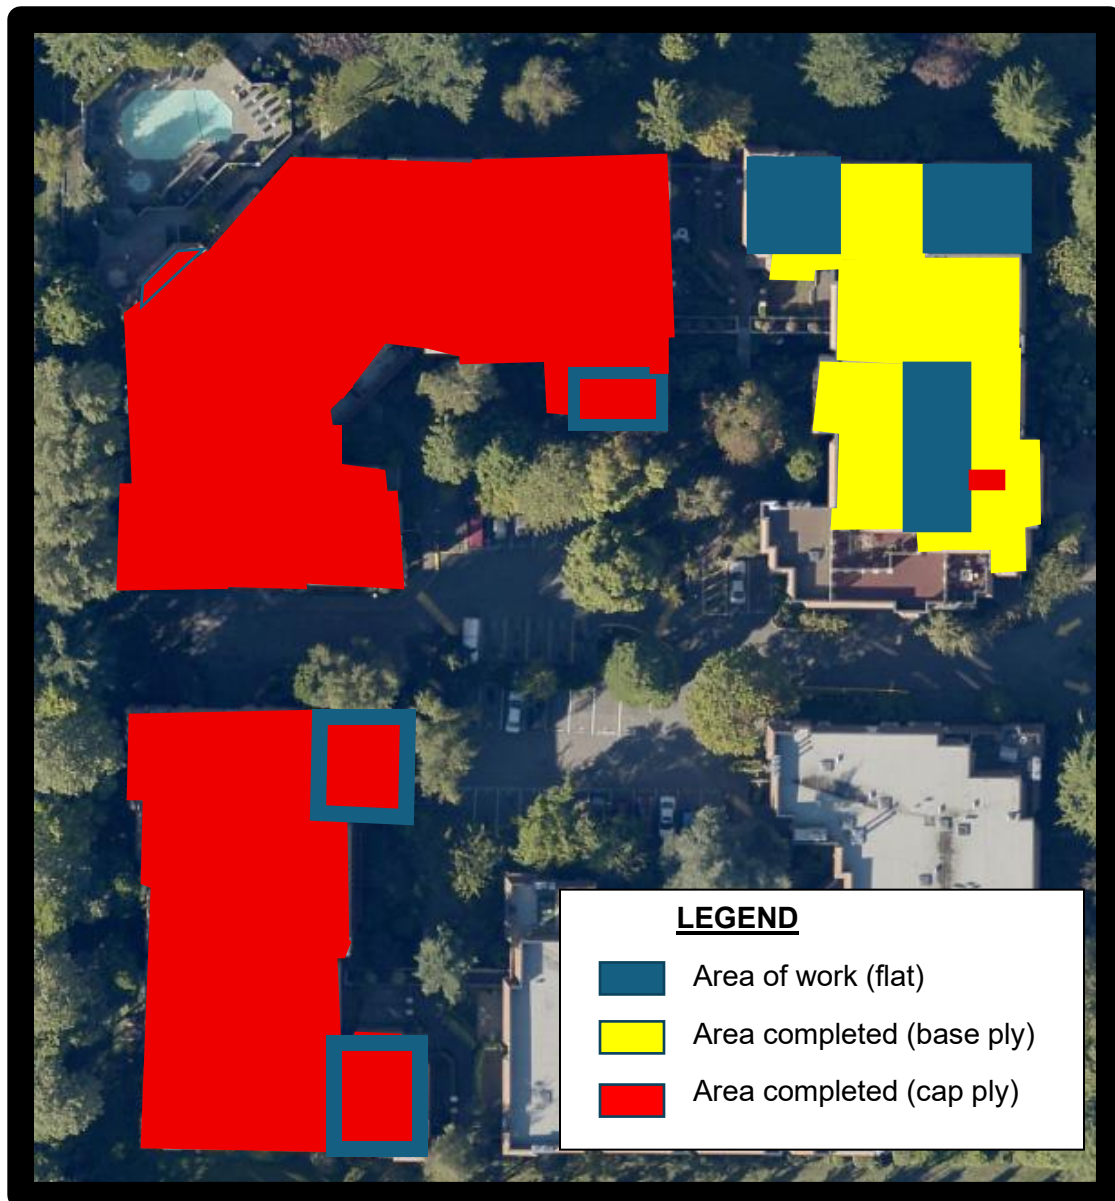 LEGEND
Area of work (flat)
Area completed (base ply)
Area completed (cap ply)